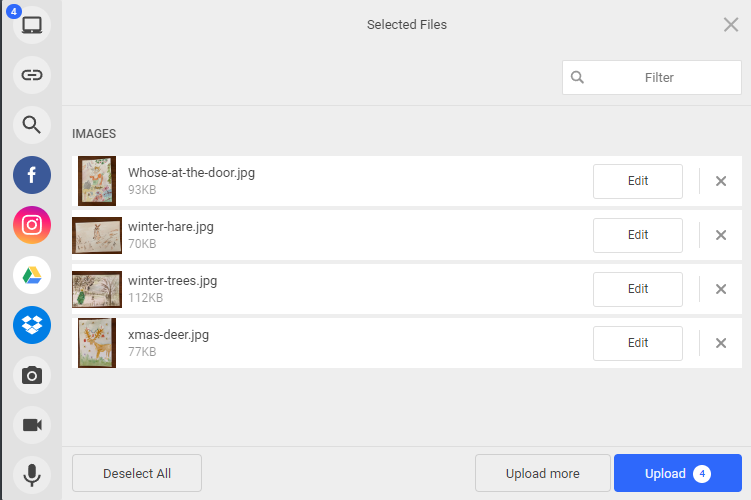 4
Selected Files
Filter
IMAGES
Whose-at-the-door.jpg
93KB
Edit
winter-hare.jpg
70KB
Edit
winter-trees.jpg
112KB
Edit
xmas-deer.jpg
77KB
Edit
Deselect All
Upload more
Upload 4